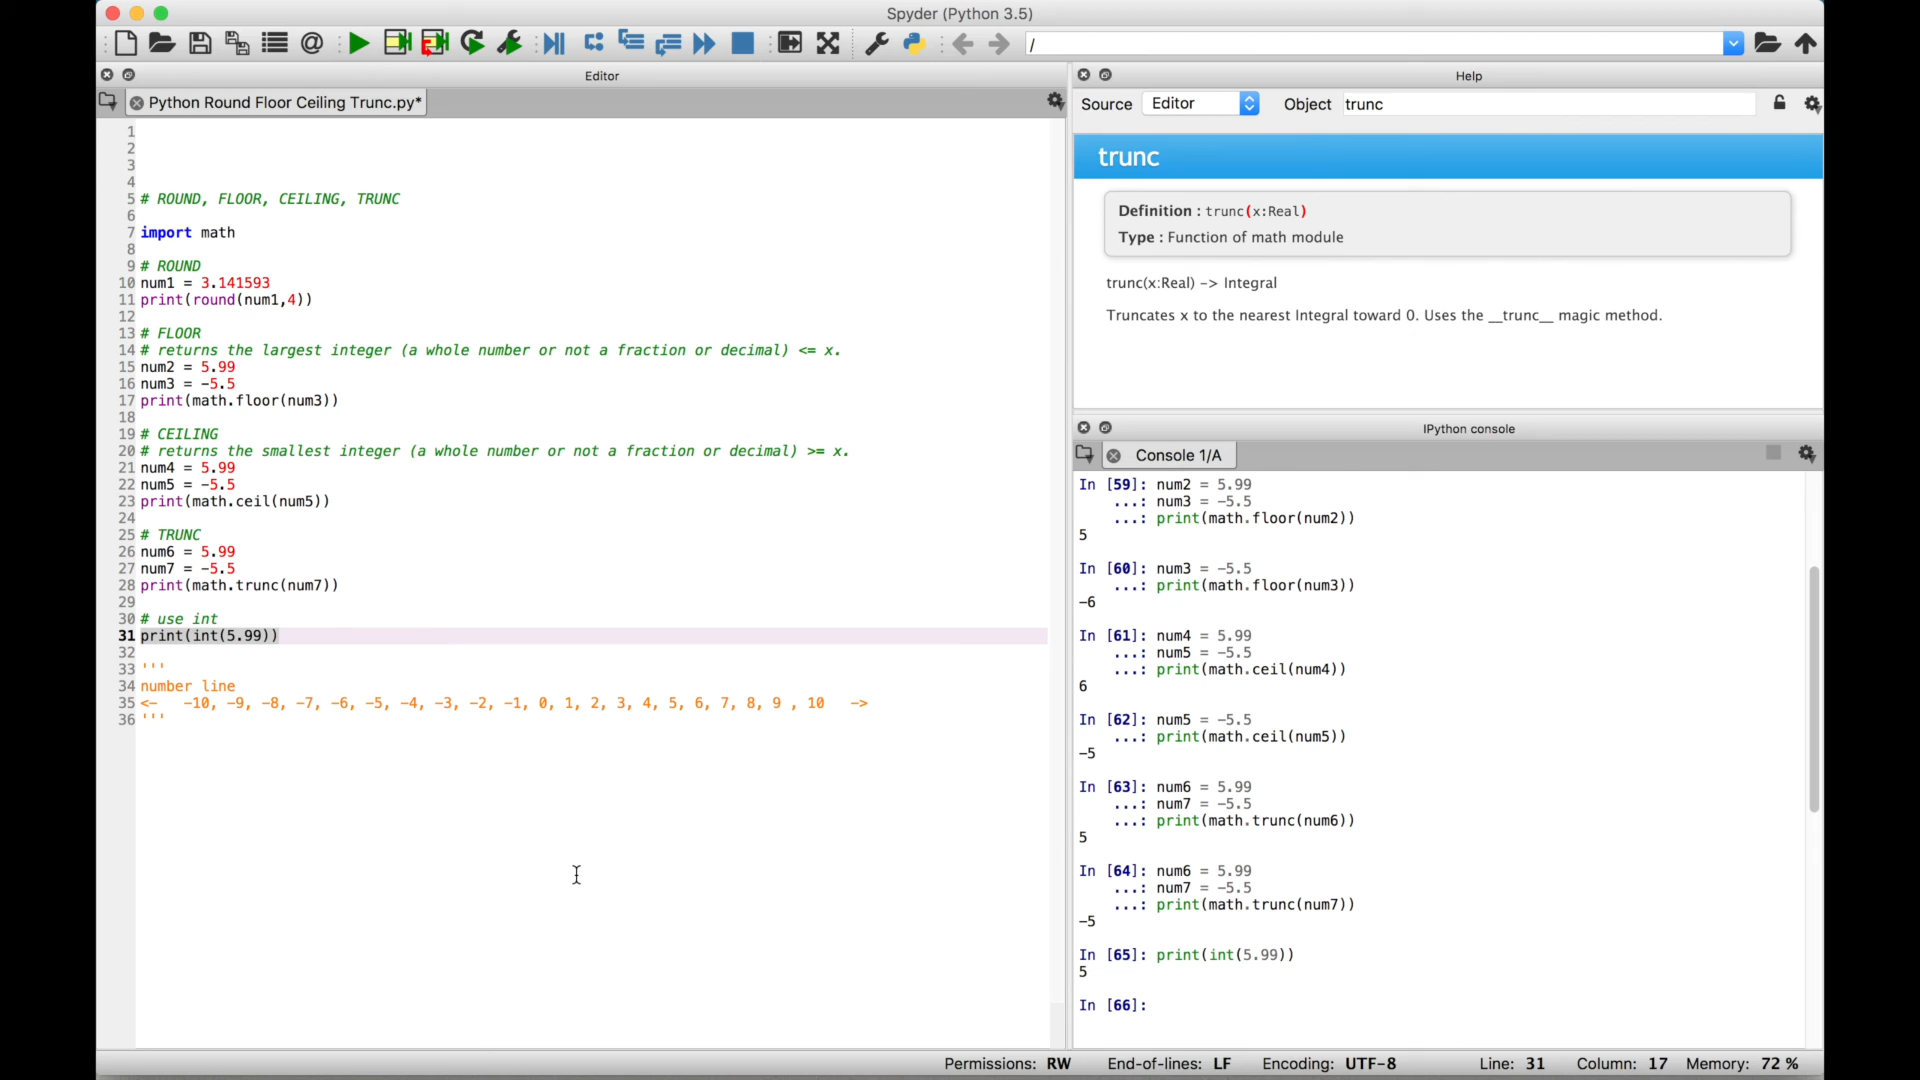 Spyder (Python 3.5)
/
Editor
Python Round Floor Ceiling Trunc.py*
1
2
3
4
5 # ROUND, FLOOR, CEILING, TRUNC
6
7 import math
8
9 # ROUND
10 num1 = 3.141593
11 print(round(num1,4))
12
13 # FLOOR
14 # returns the largest integer (a whole number or not a fraction or decimal) <= x.
15 num2 = 5.99
16 num3 = -5.5
17 print(math.floor(num3))
18
19 # CEILING
20 # returns the smallest integer (a whole number or not a fraction or decimal) >= x.
21 num4 = 5.99
22 num5 = -5.5
23 print(math.ceil(num5))
24
25 # TRUNC
26 num6 = 5.99
27 num7 = -5.5
28 print(math.trunc(num7))
29
30 # use int
31 print(int(5.99))
32
33 '''
34 number line
35 <-   -10, -9, -8, -7, -6, -5, -4, -3, -2, -1, 0, 1, 2, 3, 4, 5, 6, 7, 8, 9 , 10   ->
36 '''
Help
Source Editor Object trunc
trunc
Definition : trunc(x:Real)
Type : Function of math module
trunc(x:Real) -> Integral
Truncates x to the nearest Integral toward 0. Uses the __trunc__ magic method.
IPython console
Console 1/A
In [59]: num2 = 5.99
...: num3 = -5.5
...: print(math.floor(num2))
5
In [60]: num3 = -5.5
...: print(math.floor(num3))
-6
In [61]: num4 = 5.99
...: num5 = -5.5
...: print(math.ceil(num4))
6
In [62]: num5 = -5.5
...: print(math.ceil(num5))
-5
In [63]: num6 = 5.99
...: num7 = -5.5
...: print(math.trunc(num6))
5
In [64]: num6 = 5.99
...: num7 = -5.5
...: print(math.trunc(num7))
-5
In [65]: print(int(5.99))
5
In [66]:
Permissions: RW End-of-lines: LF Encoding: UTF-8 Line: 31 Column: 17 Memory: 72 %